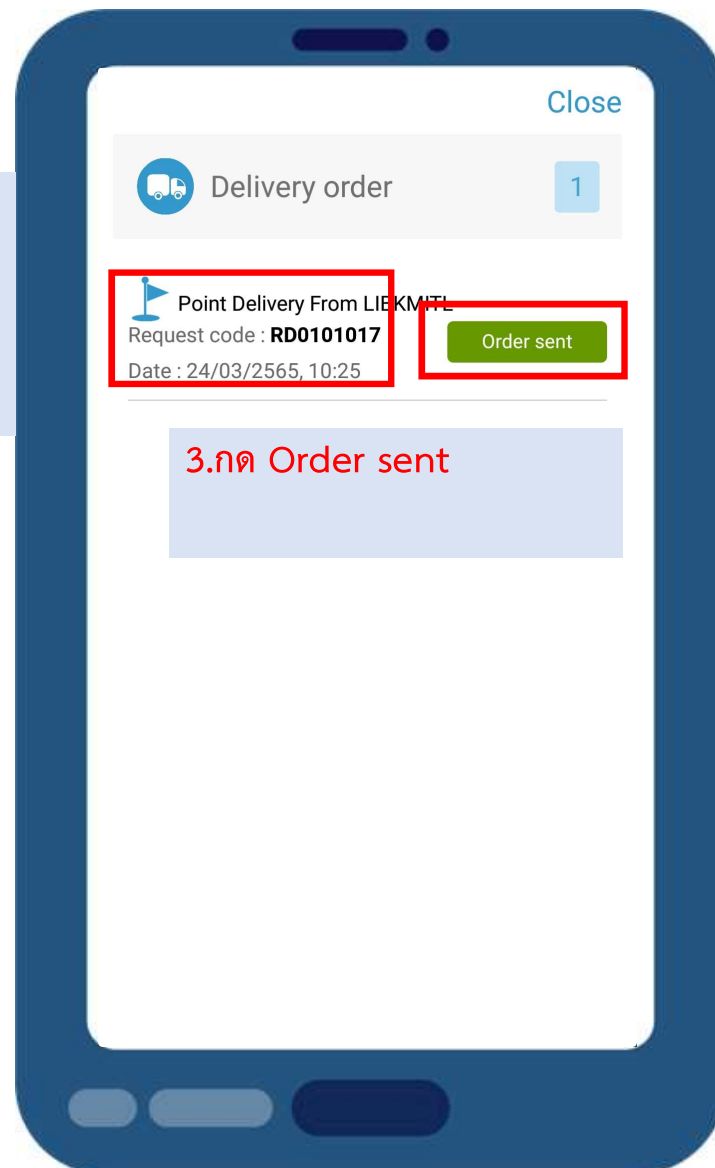 Close
Delivery order 1
Point Delivery From LIBKMITL
Request code : RD0101017
Order sent
Date : 24/03/2565, 10:25
3.กด Order sent